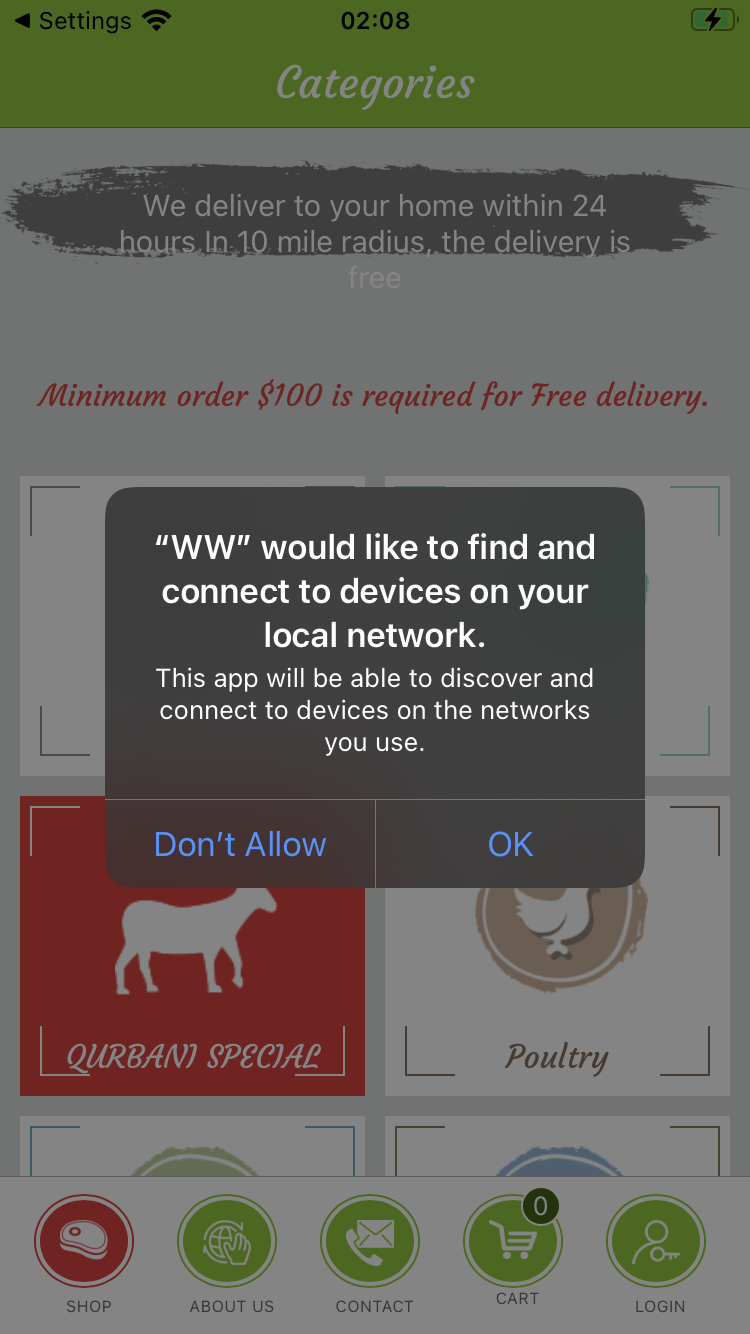 ◀ Settings 02:08
Categories
We deliver to your home within 24
hours In 10 mile radius, the delivery is
free
Minimum order $100 is required for Free delivery.
“WW” would like to find and
connect to devices on your
local network.
This app will be able to discover and
connect to devices on the networks
you use.
Don’t Allow OK
QURBANI SPECIAL Poultry
0
SHOP ABOUT US CONTACT CART LOGIN